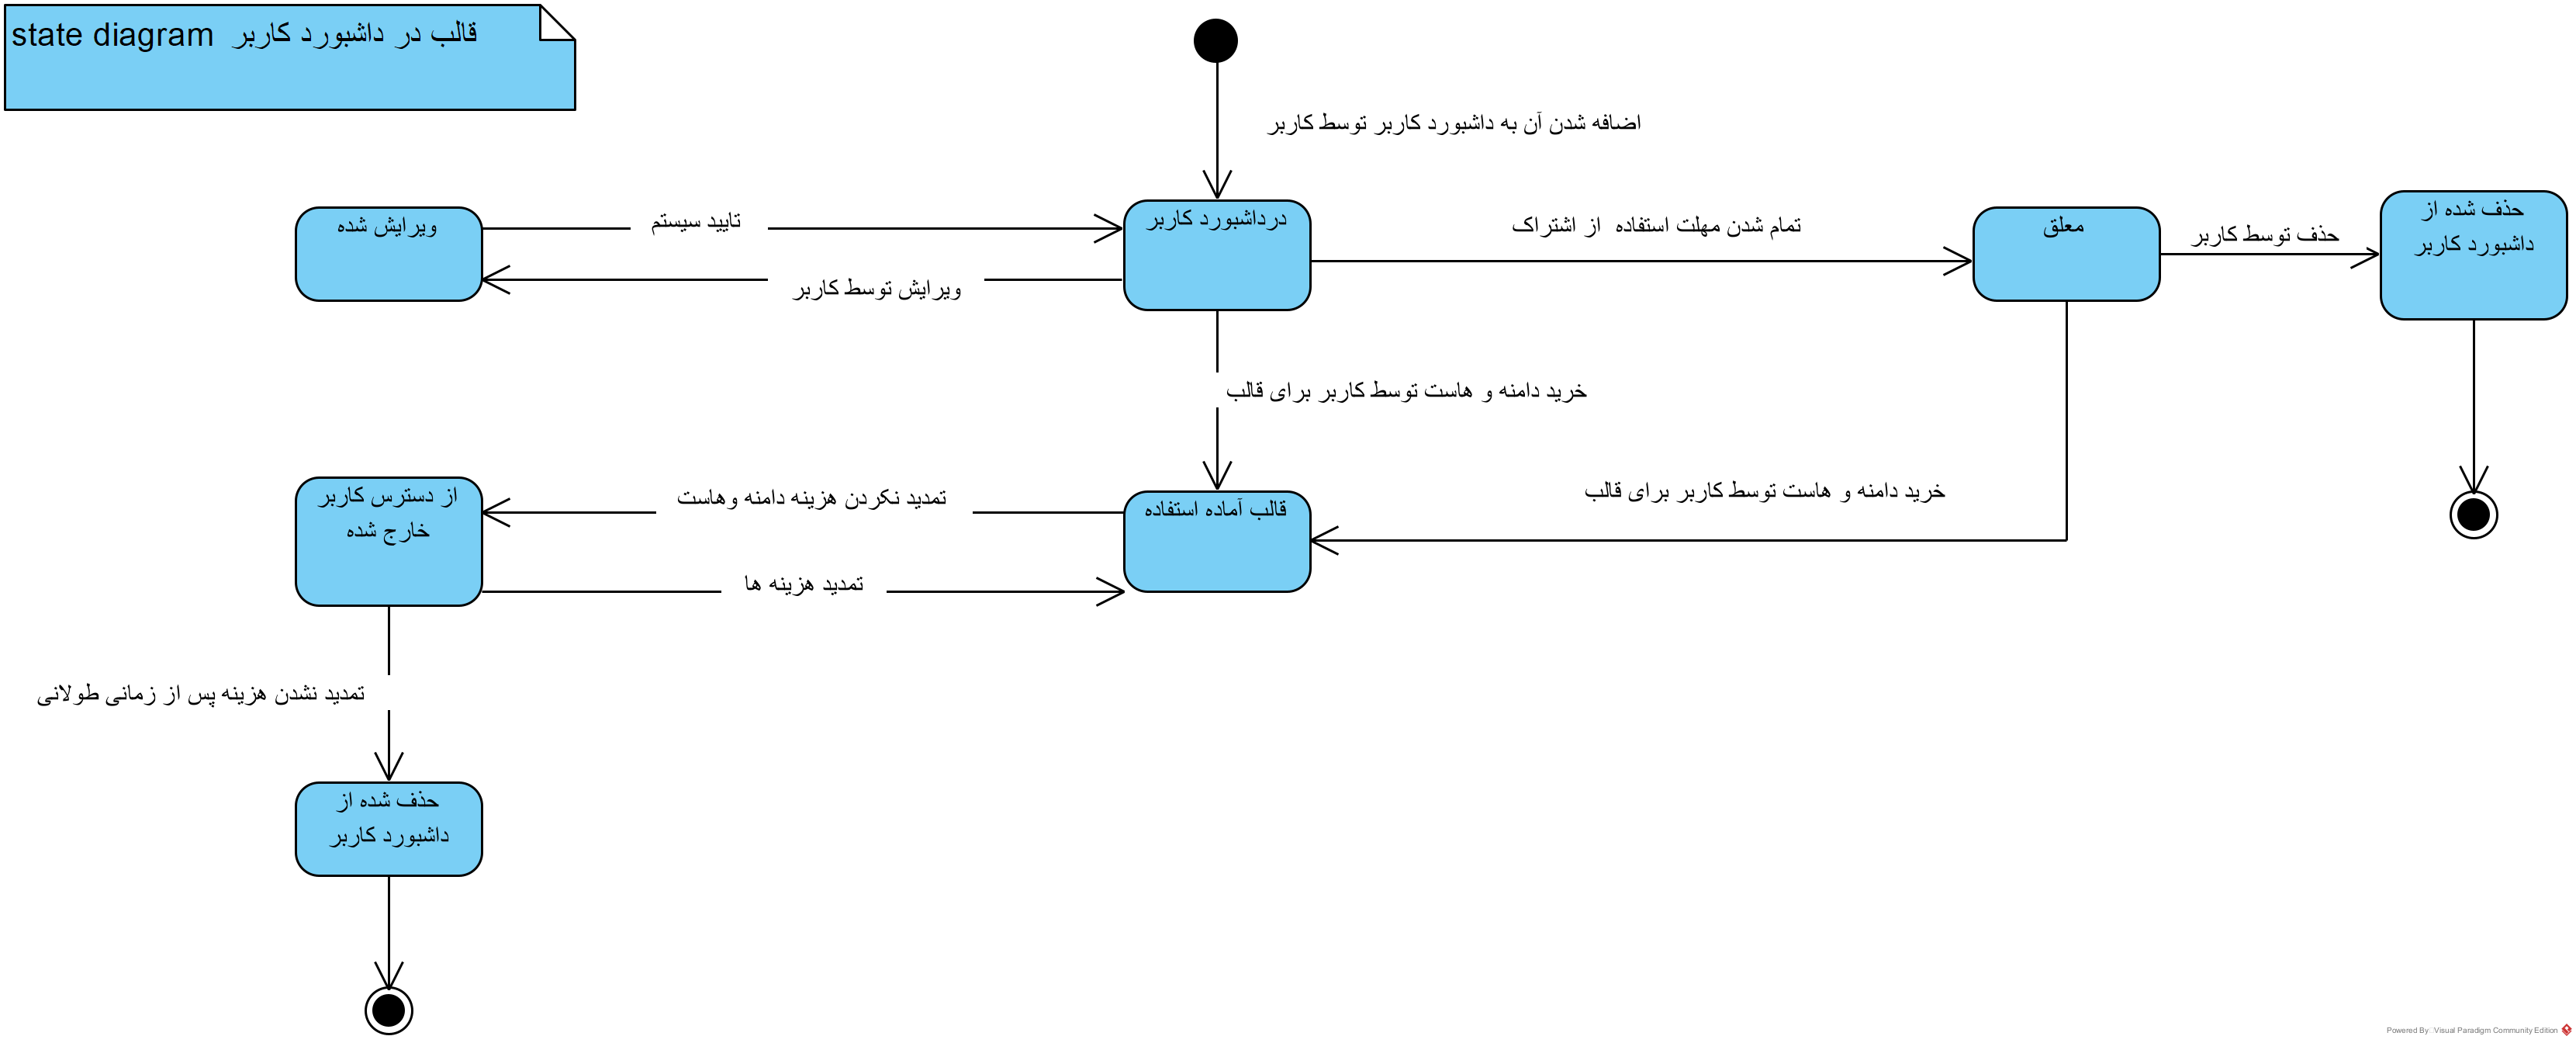 state diagram قالب در داشبورد کاربر
اضافه شدن آن به داشبورد کاربر توسط کاربر
ویرایش شده
تایید سیستم
درداشبورد کاربر
ویرایش توسط کاربر
تمام شدن مهلت استفاده از اشتراک
معلق
حذف توسط کاربر
حذف شده از
داشبورد کاربر
خرید دامنه و هاست توسط کاربر برای قالب
خرید دامنه و هاست توسط کاربر برای قالب
قالب آماده استفاده
تمدید نکردن هزینه دامنه وهاست
از دسترس کاربر
خارج شده
تمدید هزینه ها
تمدید نشدن هزینه پس از زمانی طولانی
حذف شده از
داشبورد کاربر
Powered By Visual Paradigm Community Edition